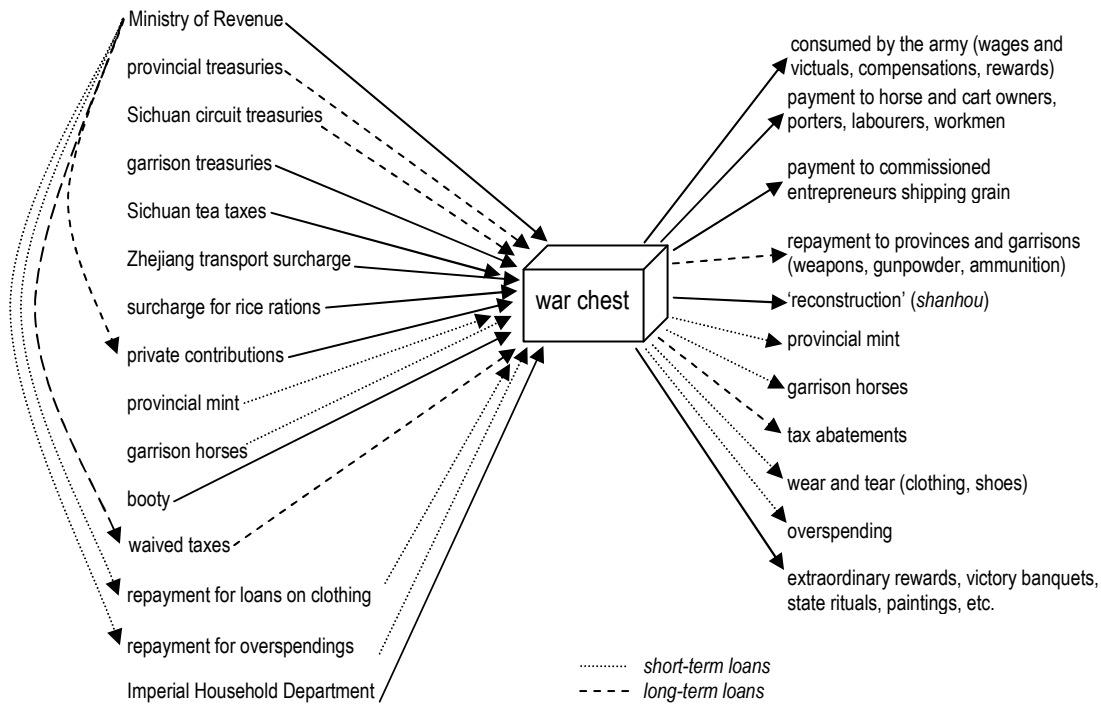 Ministry of Revenue
provincial treasuries
Sichuan circuit treasuries
garrison treasuries
Sichuan tea taxes
Zhejiang transport surcharge
surcharge for rice rations
private contributions
provincial mint
garrison horses
booty
waived taxes
repayment for loans on clothing
repayment for overspendings
Imperial Household Department
war chest
consumed by the army (wages and
victuals, compensations, rewards)
payment to horse and cart owners,
porters, labourers, workmen
payment to commissioned
entrepreneurs shipping grain
repayment to provinces and garrisons
(weapons, gunpowder, ammunition)
‘reconstruction’ (shanhou)
provincial mint
garrison horses
tax abatements
wear and tear (clothing, shoes)
overspending
extraordinary rewards, victory banquets,
state rituals, paintings, etc.
short-term loans
long-term loans